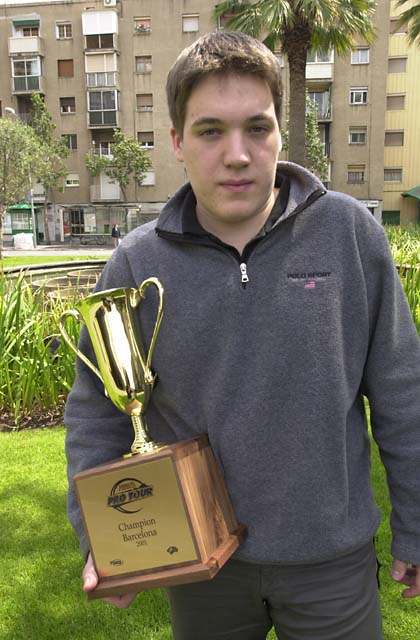 POLO SPORT
PRO TOUR
Champion
Barcelona
2001